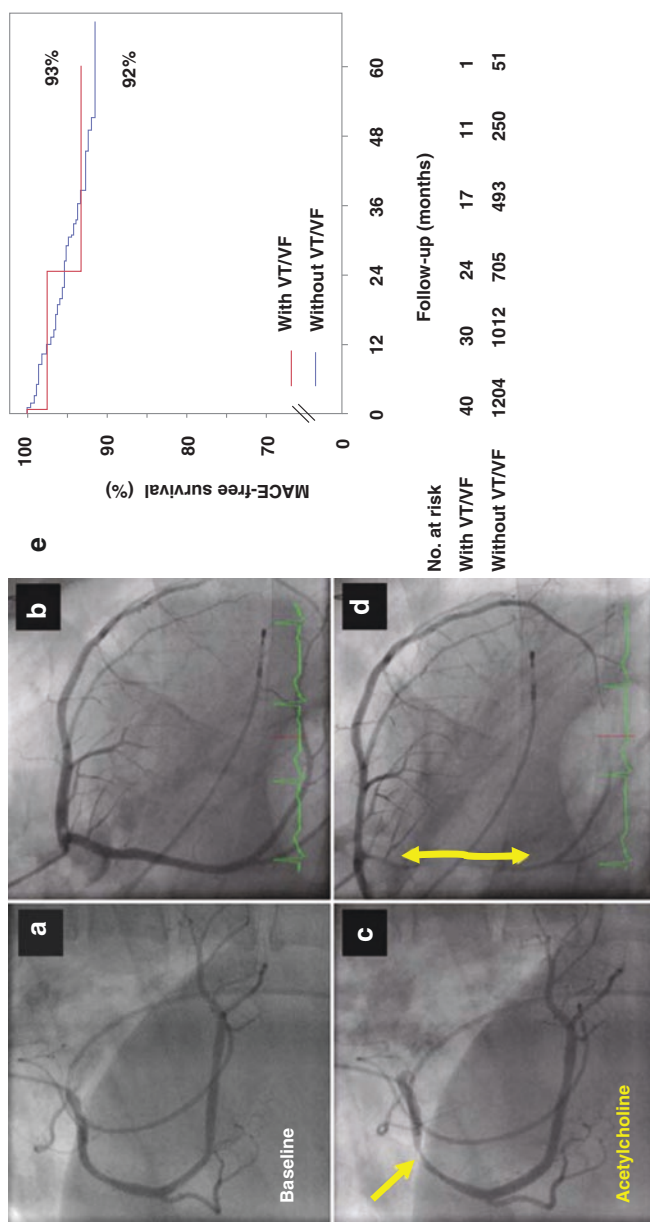 a
Baseline
b
c
Acetylcholine
d
e
MACE-free survival (%)
100
90
80
70
0
93%
92%
With VT/VF
Without VT/VF
0 12 24 36 48 60
Follow-up (months)
No. at risk
With VT/VF 40 30 24 17 11 1
Without VT/VF 1204 1012 705 493 250 51